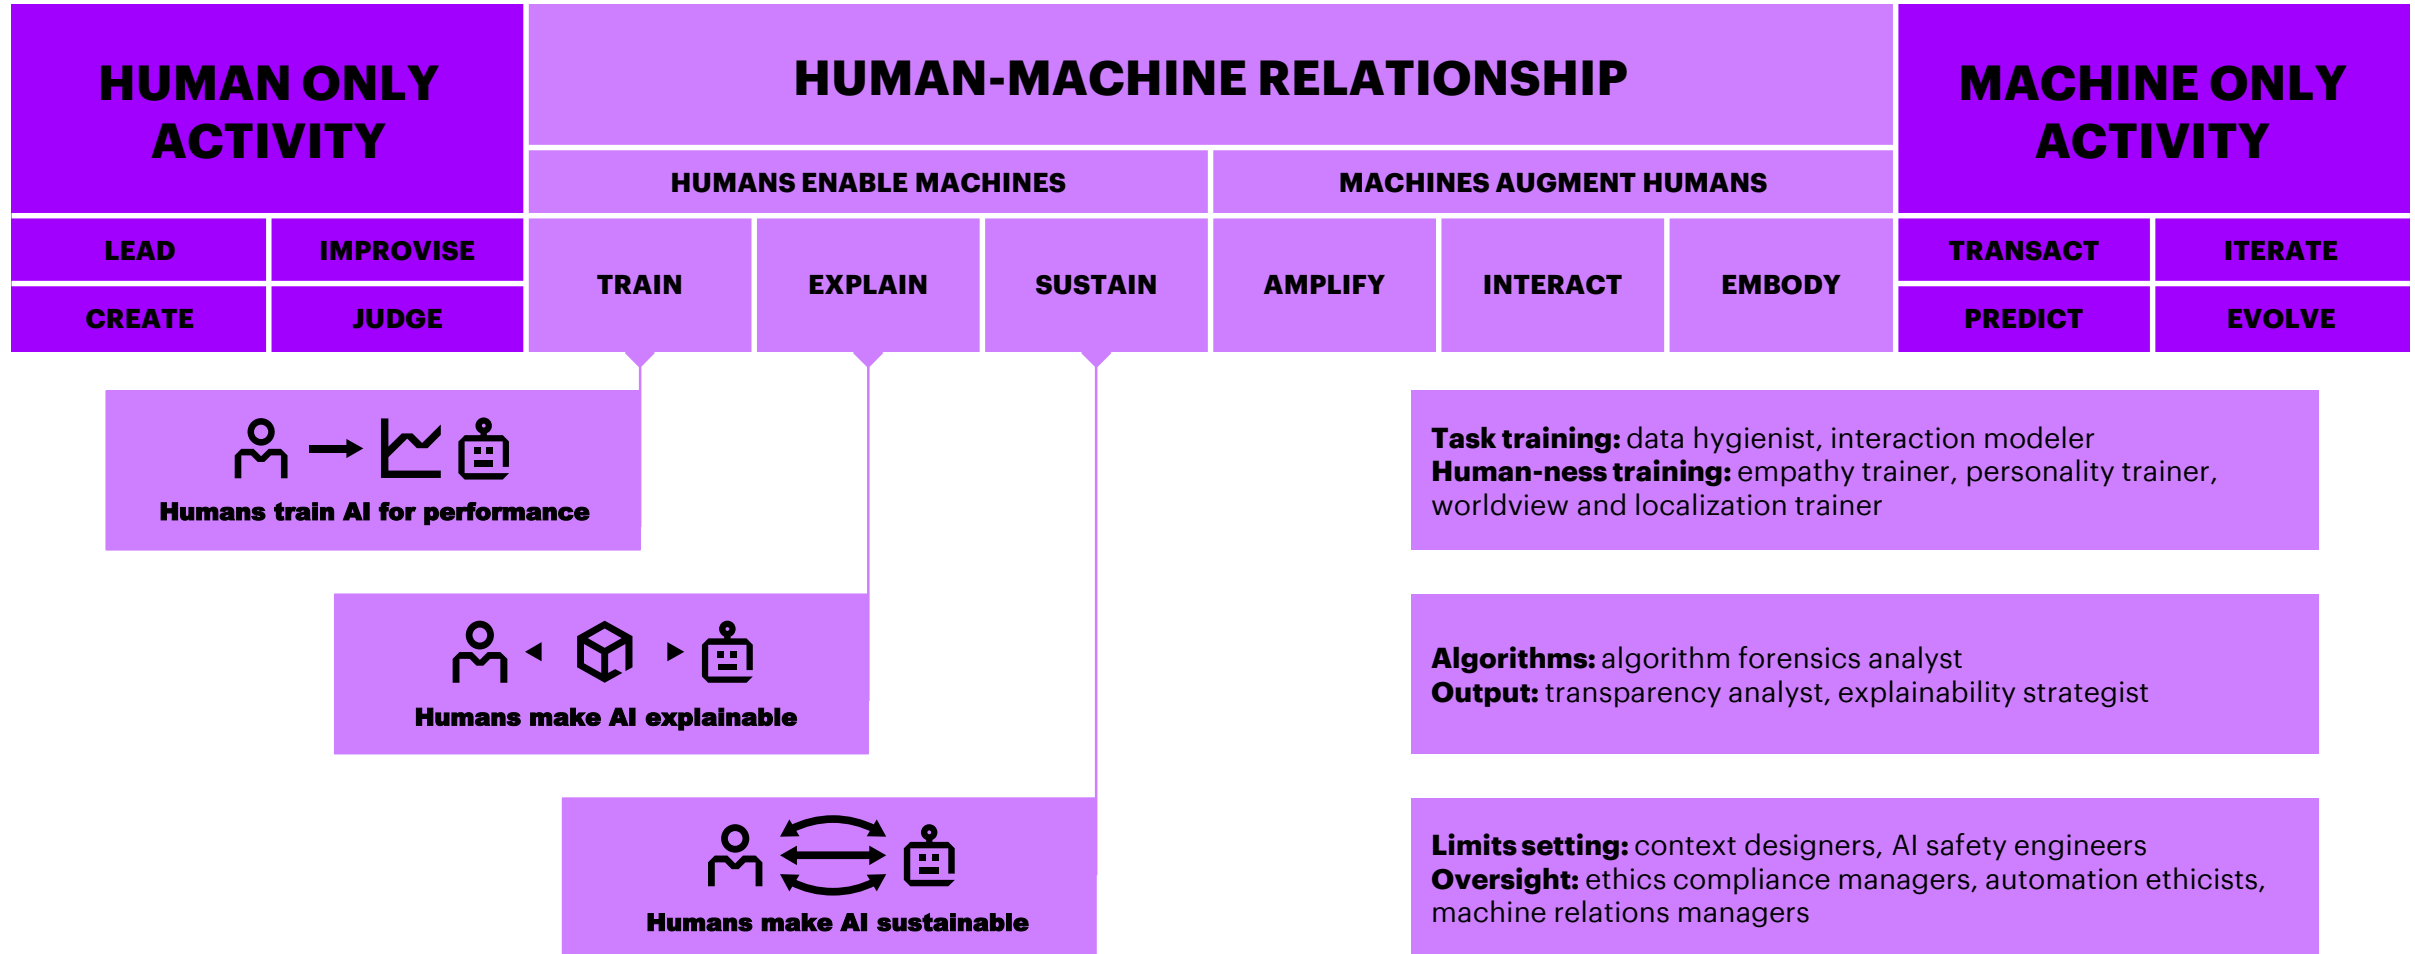 HUMAN ONLY
ACTIVITY
HUMAN-MACHINE RELATIONSHIP
MACHINE ONLY
ACTIVITY
HUMANS ENABLE MACHINES
MACHINES AUGMENT HUMANS
LEAD
IMPROVISE
CREATE
JUDGE
TRAIN
EXPLAIN
SUSTAIN
AMPLIFY
INTERACT
EMBODY
TRANSACT
ITERATE
PREDICT
EVOLVE
Humans train AI for performance
Task training: data hygienist, interaction modeler
Human-ness training: empathy trainer, personality trainer,
worldview and localization trainer
Humans make AI explainable
Algorithms: algorithm forensics analyst
Output: transparency analyst, explainability strategist
Humans make AI sustainable
Limits setting: context designers, AI safety engineers
Oversight: ethics compliance managers, automation ethicists,
machine relations managers